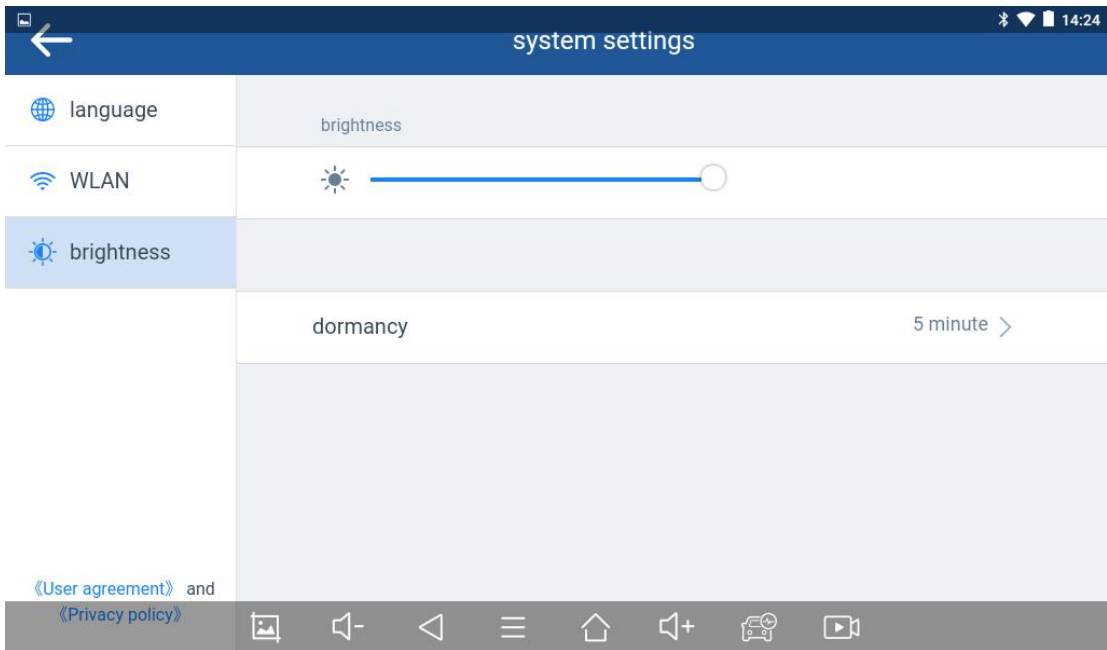 14:24
system settings
language
WLAN
brightness
brightness
dormancy
5 minute
《User agreement》 and
《Privacy policy》